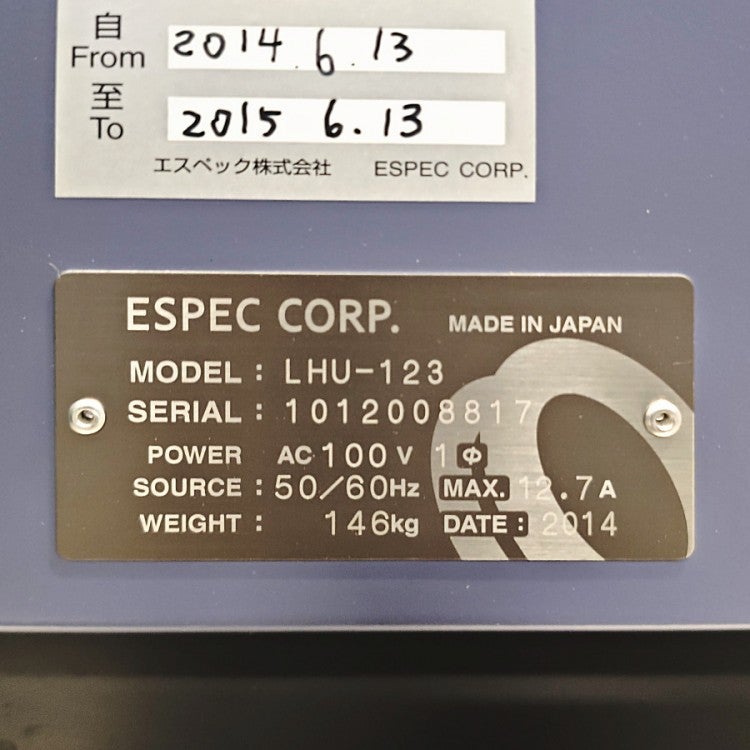 自
From 2014.6.13
至
To 2015 6.13
エスペック株式会社 ESPEC CORP.
ESPEC CORP. MADE IN JAPAN
MODEL : LHU-123
SERIAL : 1012008817
POWER AC 100 V 1 Φ
SOURCE : 50/60Hz MAX. 12.7A
WEIGHT : 146kg DATE : 2014